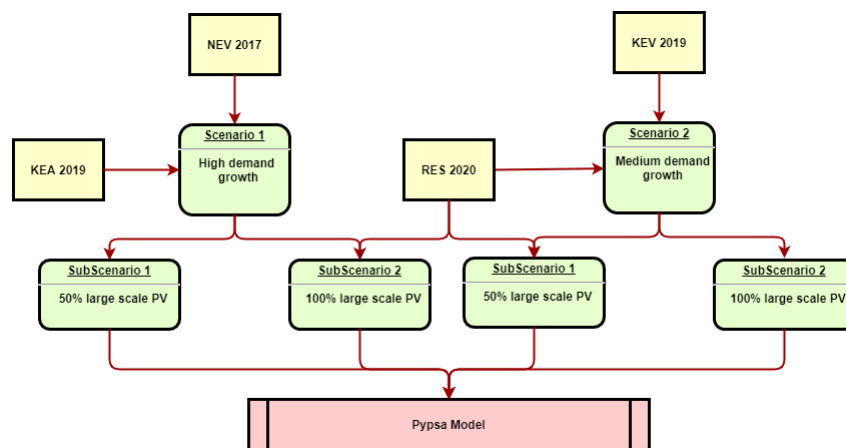 NEV 2017
KEV 2019
Scenario 1
High demand
growth
Scenario 2
Medium demand
growth
KEA 2019
RES 2020
SubScenario 1
50% large scale PV
SubScenario 2
100% large scale PV
SubScenario 1
50% large scale PV
SubScenario 2
100% large scale PV
Pypsa Model